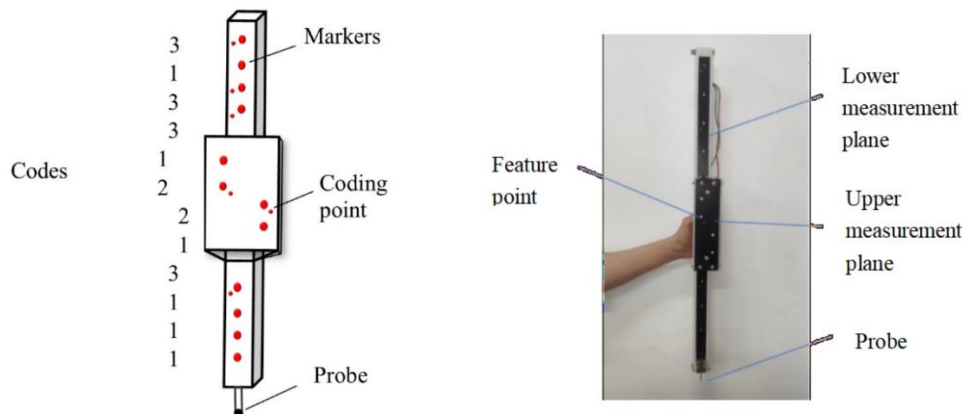 Codes
3
1
3
3
1
2
2
1
3
1
1
1
Markers
Coding
point
Probe
Feature
point
Lower
measurement
plane
Upper
measurement
plane
Probe